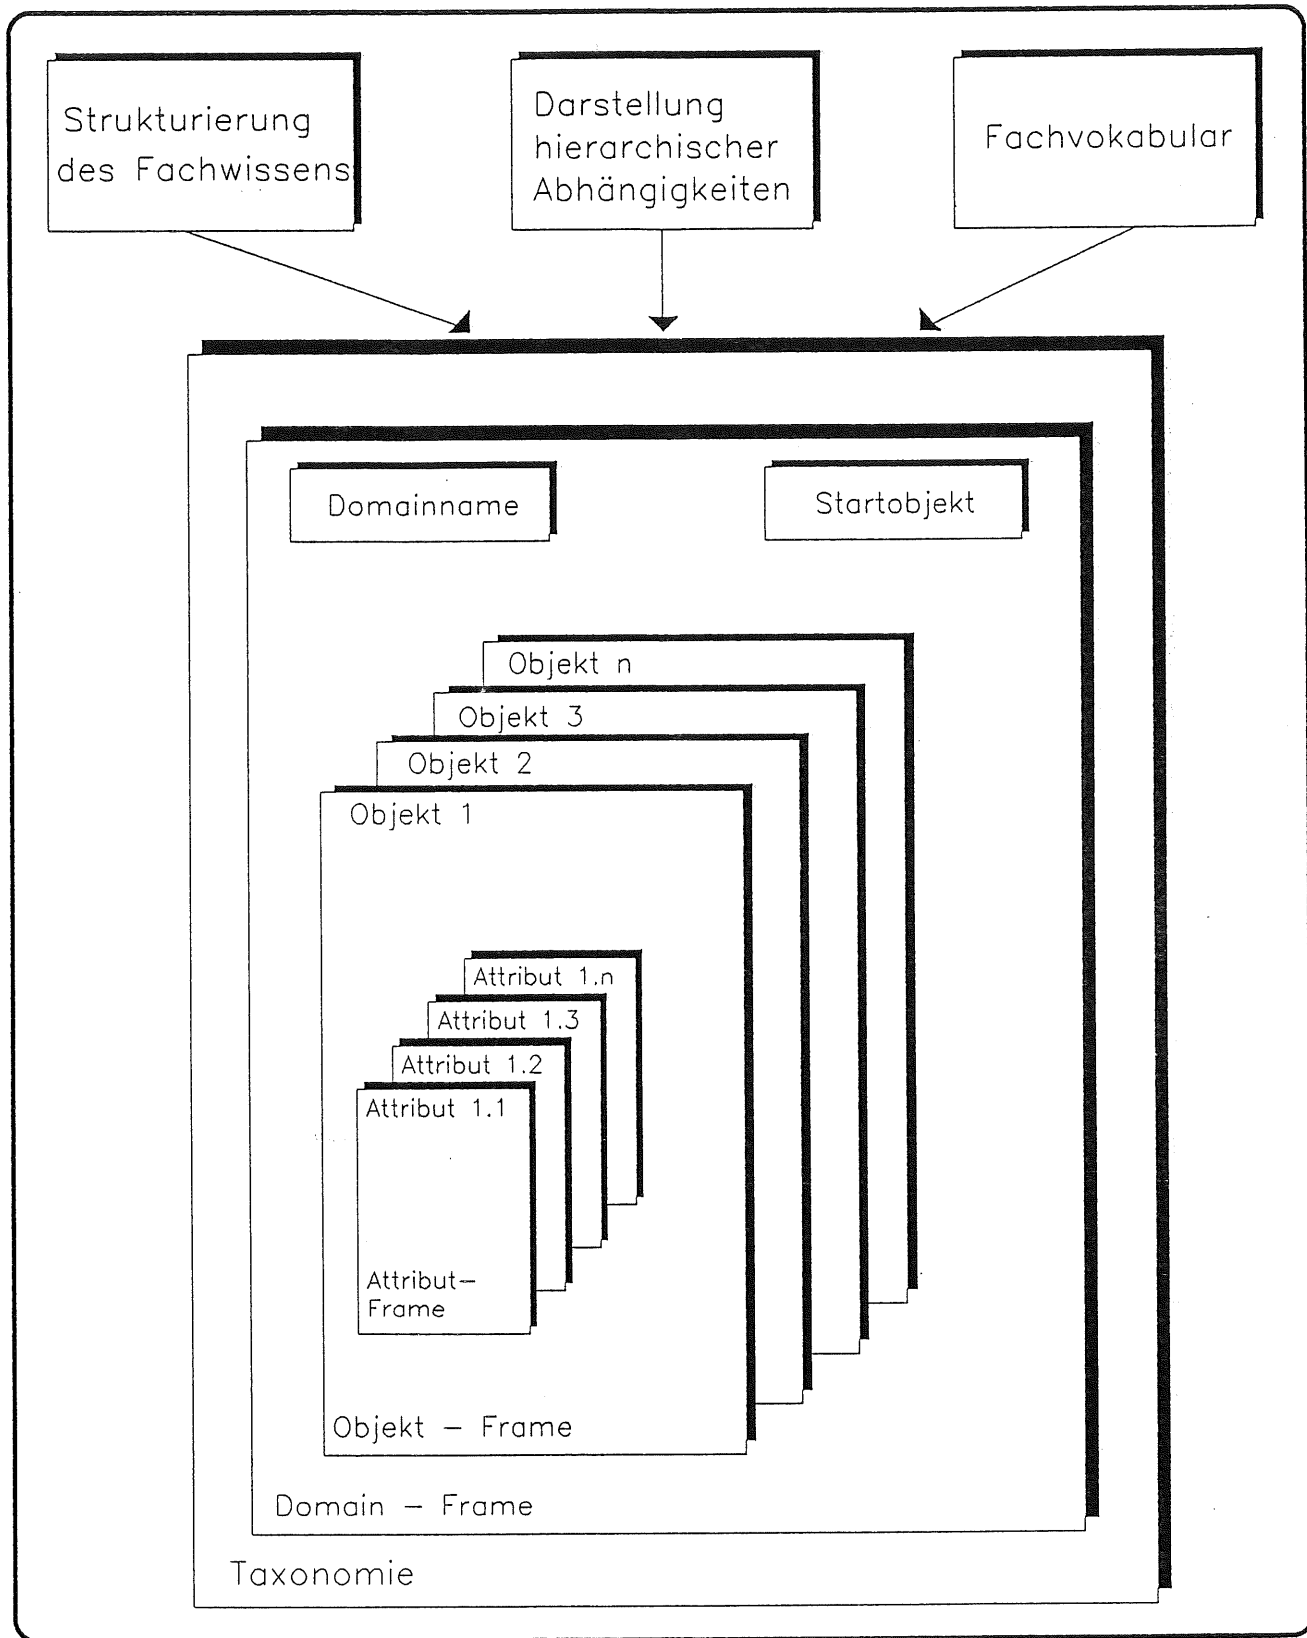 Strukturierung
des Fachwissens
Darstellung
hierarchischer
Abhängigkeiten
Fachvokabular
Domainname
Startobjekt
Objekt n
Objekt 3
Objekt 2
Objekt 1
Attribut 1.n
Attribut 1.3
Attribut 1.2
Attribut 1.1
Attribut–
Frame
Objekt – Frame
Domain – Frame
Taxonomie